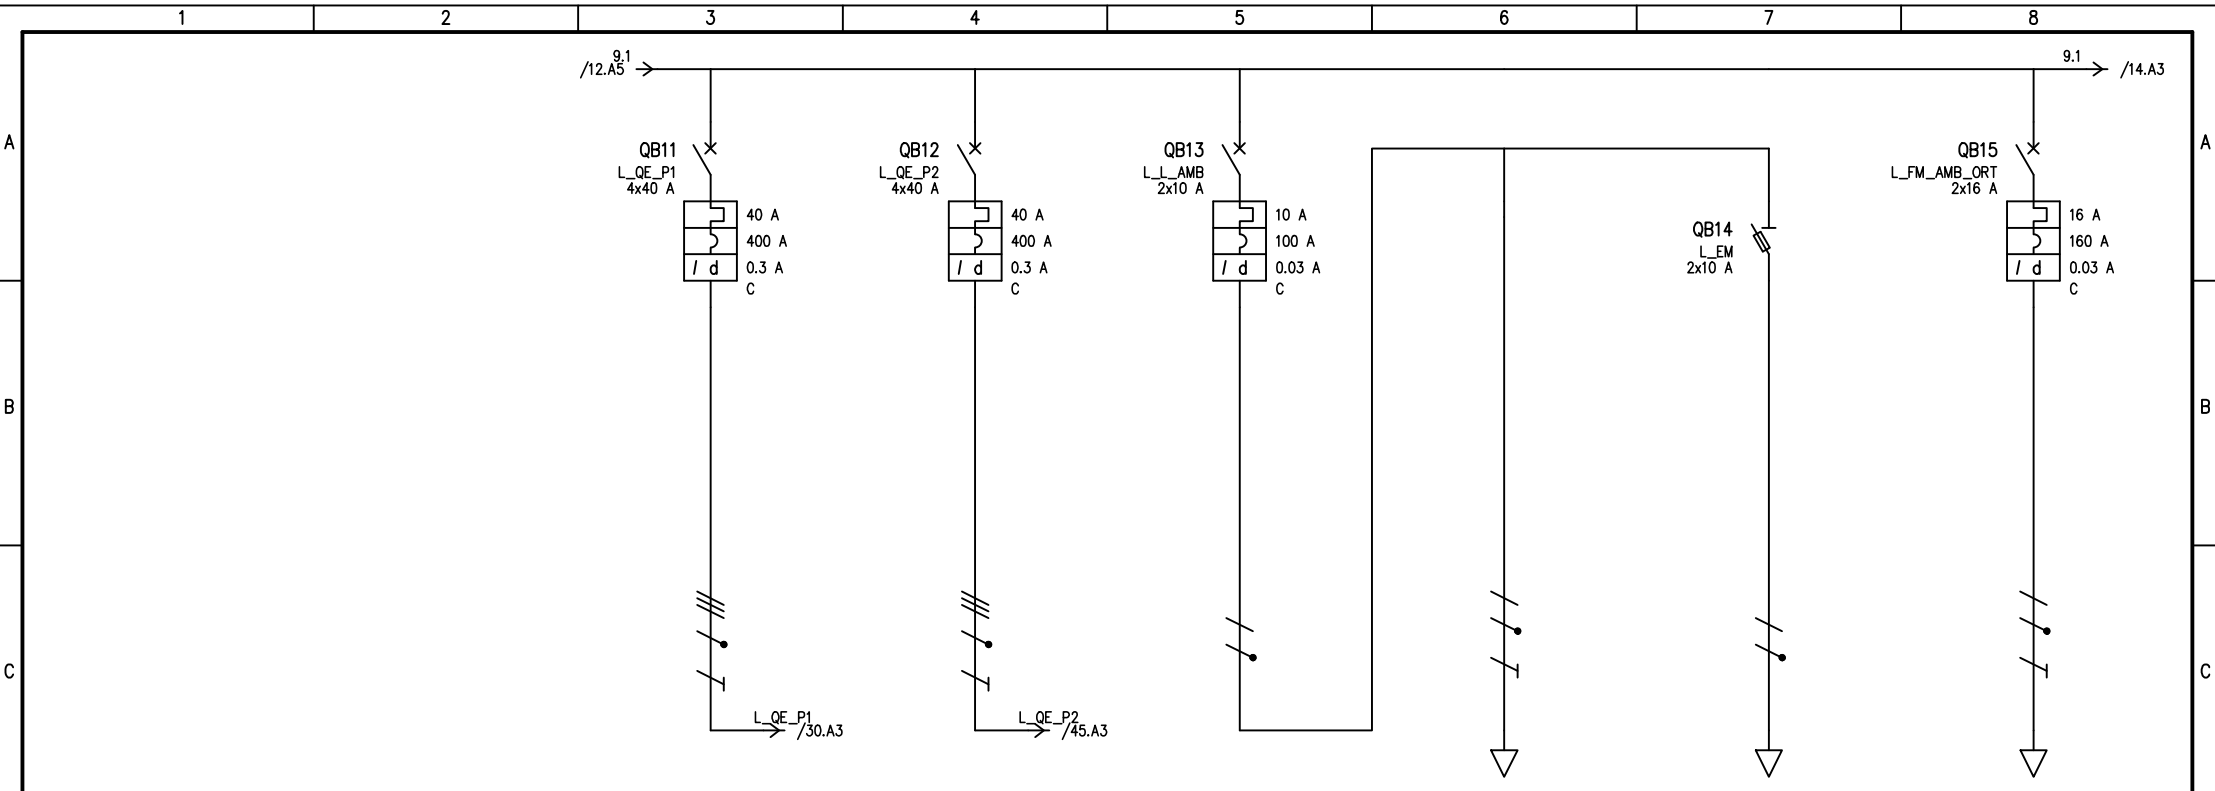 1 2 3 4 5 6 7 8
9.1 9.1
/12.A5 /14.A3
A A
QB11 QB12 QB13 QB15
L_QE_P1 L_QE_P2 L_L_AMB L_FM_AMB_ORT
4x40 A 4x40 A 2x10 A 2x16 A
40 A 40 A 10 A 16 A
QB14
400 A 400 A 100 A 160 A
L_EM
I d 0.3 A I d 0.3 A I d 0.03 A 2x10 A I d 0.03 A
C C C C
B B
C C
L_QE_P1 L_QE_P2
/30.A3 /45.A3